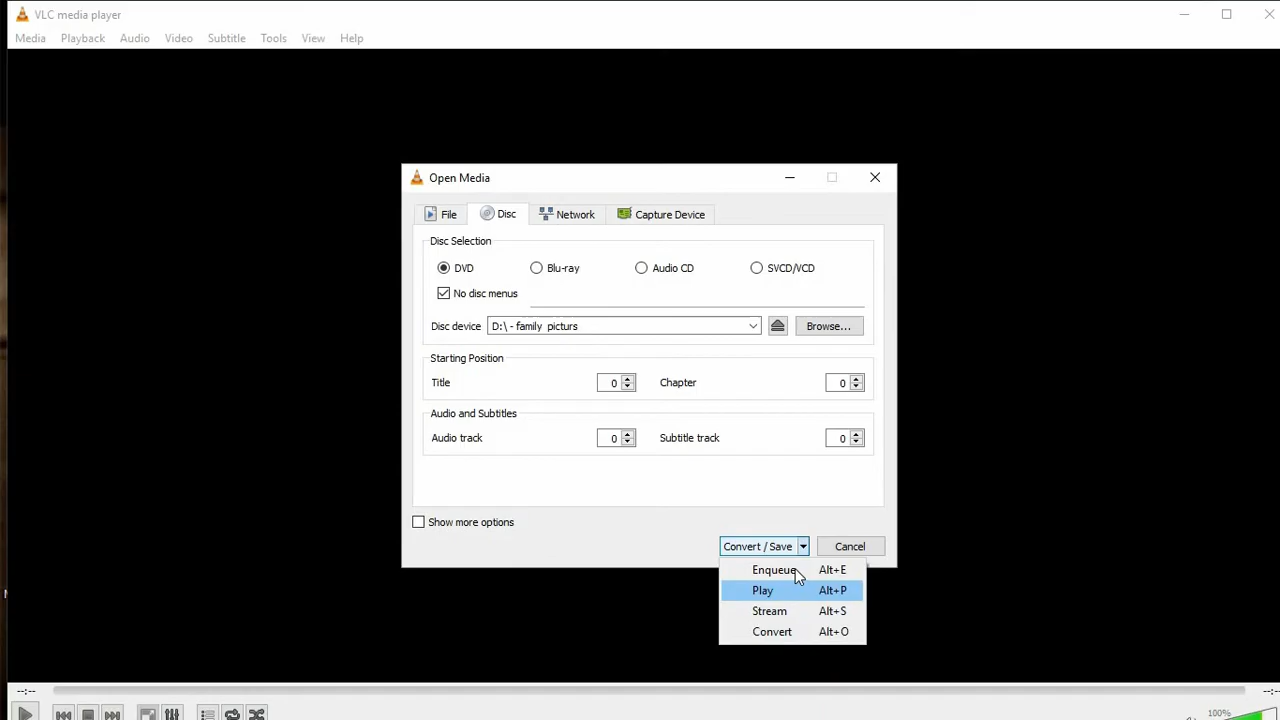 VLC media player
Media Playback Audio Video Subtitle Tools View Help
Open Media
File Disc Network Capture Device
Disc Selection
DVD Blu-ray Audio CD SVCD/VCD
No disc menus
Disc device D:\ - family picturs Browse...
Starting Position
Title 0 Chapter 0
Audio and Subtitles
Audio track 0 Subtitle track 0
Show more options
Convert / Save Cancel
Enqueue Alt+E
Play Alt+P
Stream Alt+S
Convert Alt+O
--:-- --:--
100%